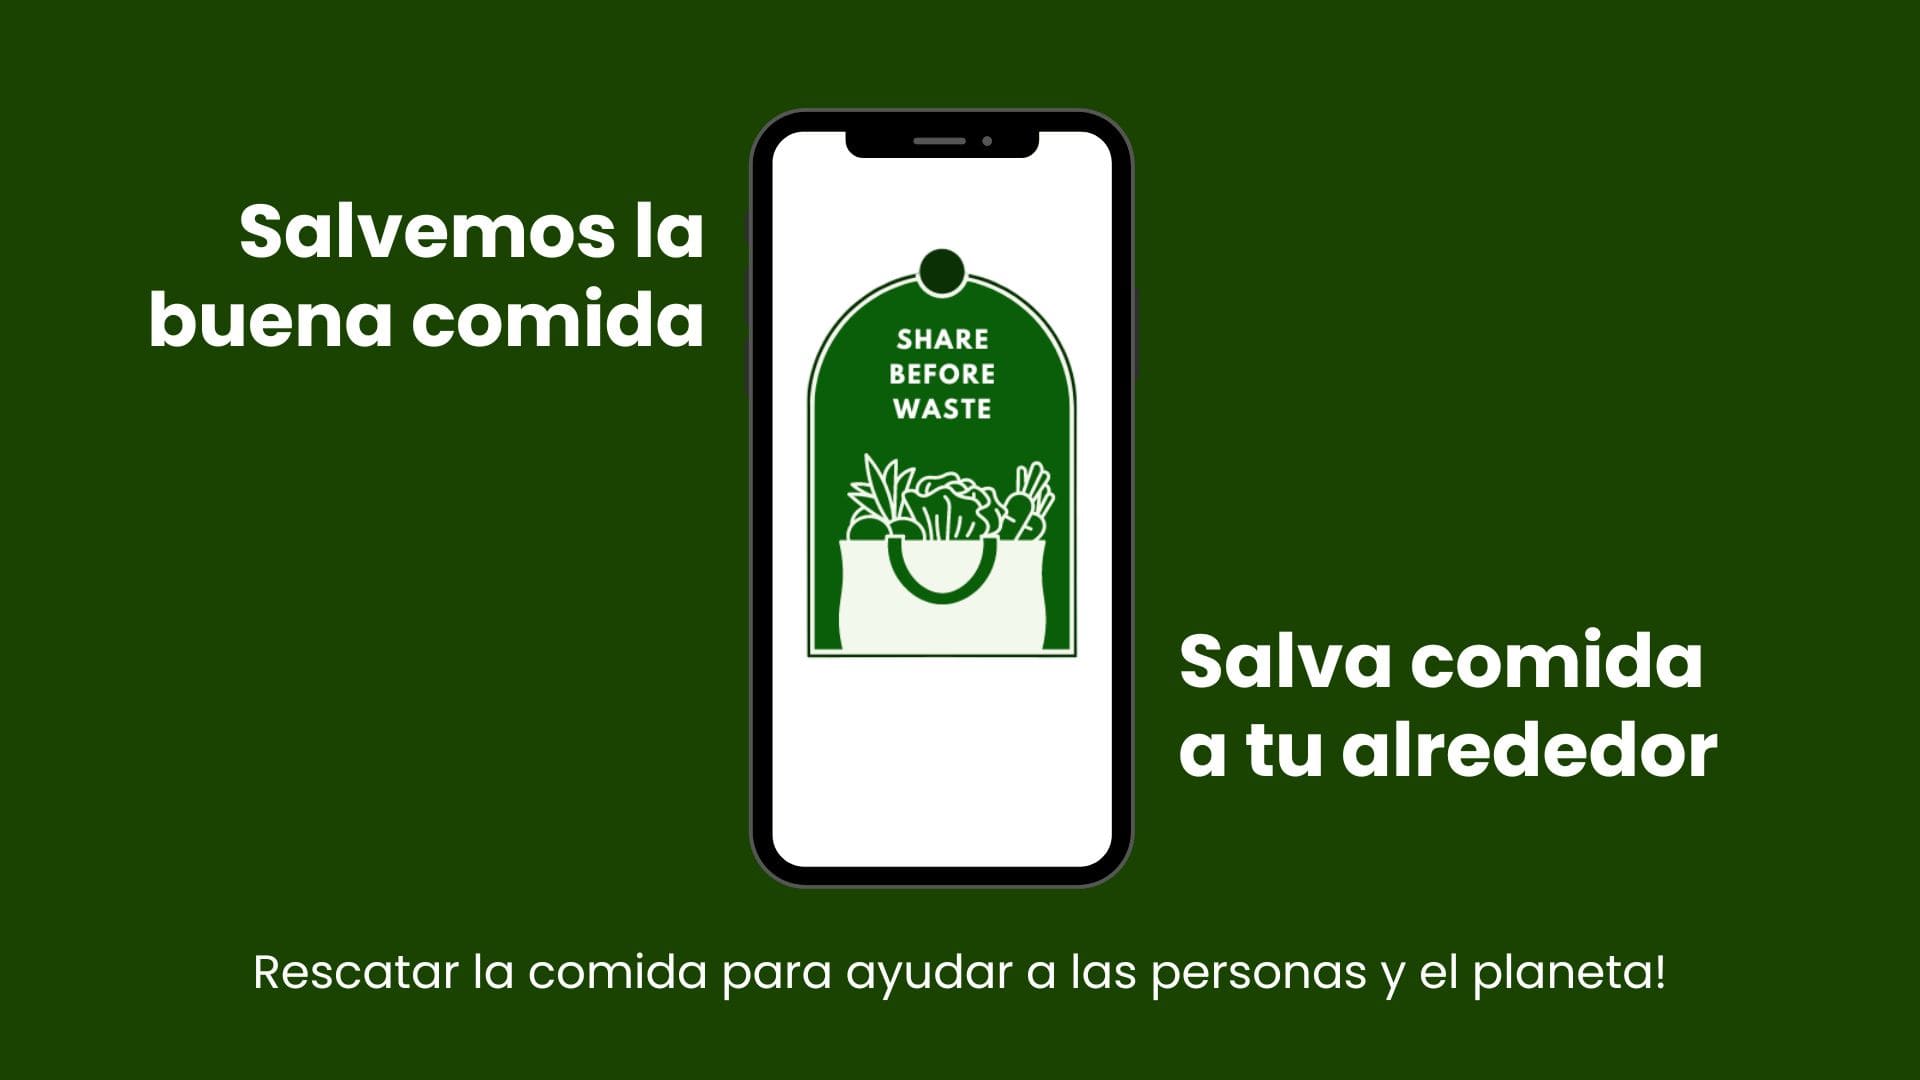 Salvemos la
buena comida
SHARE
BEFORE
WASTE
Salva comida
a tu alrededor
Rescatar la comida para ayudar a las personas y el planeta!